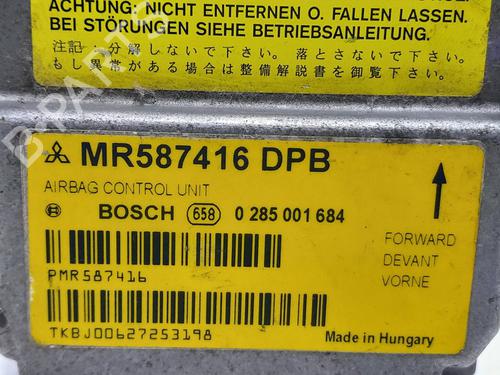 ACHTUNG: NICHT ENTFERNEN O. FALLEN LASSEN.
BEI STÖRUNGEN SIEHE BETRIEBSANLEITUNG.
注記:分解しないで下さい。落とさないで下さい。
もし異常がある場合は整備解説書を御覧下さい。
MR587416 DPB
AIRBAG CONTROL UNIT
BOSCH 658 0 285 001 684
PMR587416
FORWARD
DEVANT
VORNE
TKBJ00627253198
Made in Hungary
B-PARTS